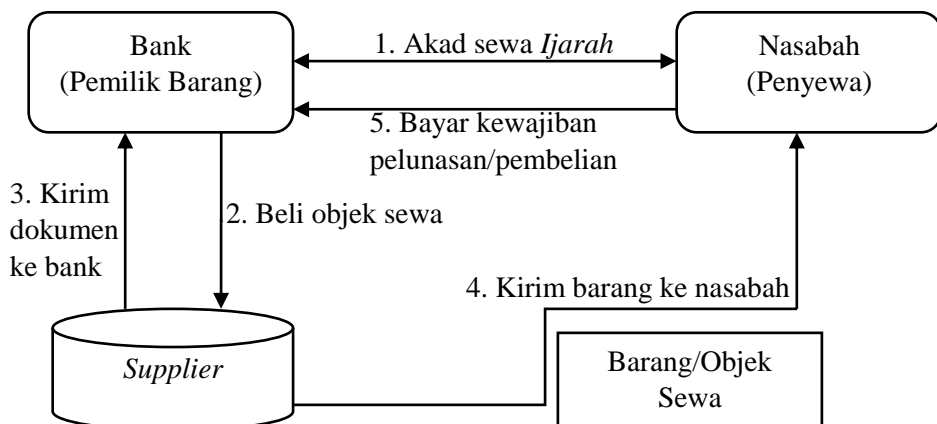 Bank
(Pemilik Barang)
1. Akad sewa Ijarah
Nasabah
(Penyewa)
5. Bayar kewajiban
pelunasan/pembelian
3. Kirim
dokumen
ke bank
2. Beli objek sewa
4. Kirim barang ke nasabah
Supplier
Barang/Objek
Sewa